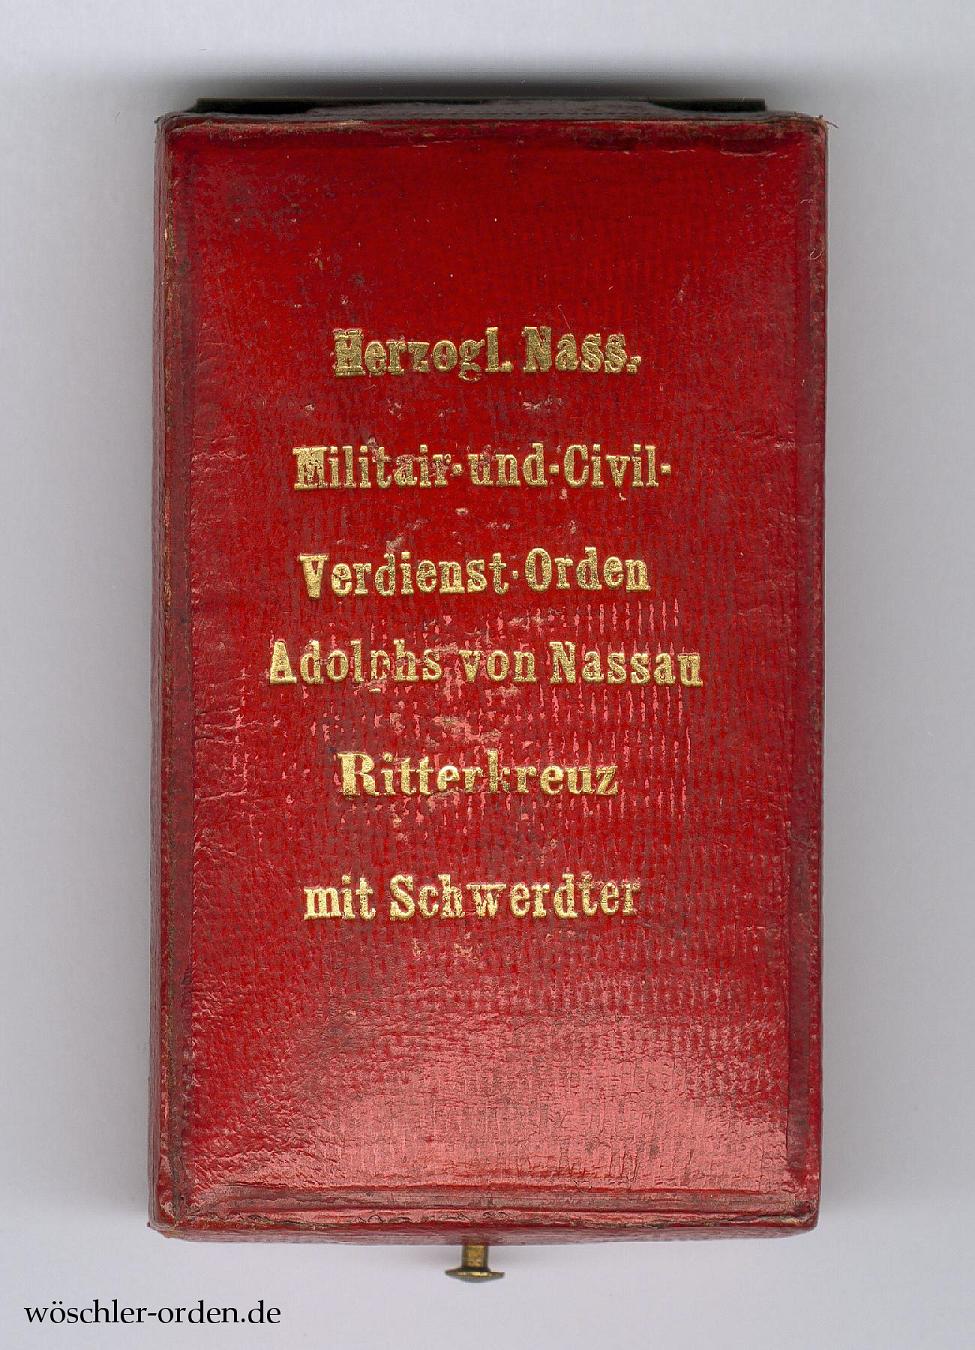 Herzogl. Nass.
Militair-und-Civil-
Verdienst-Orden
Adolphs von Nassau
Ritterkreuz
mit Schwerdter
wöschler-orden.de